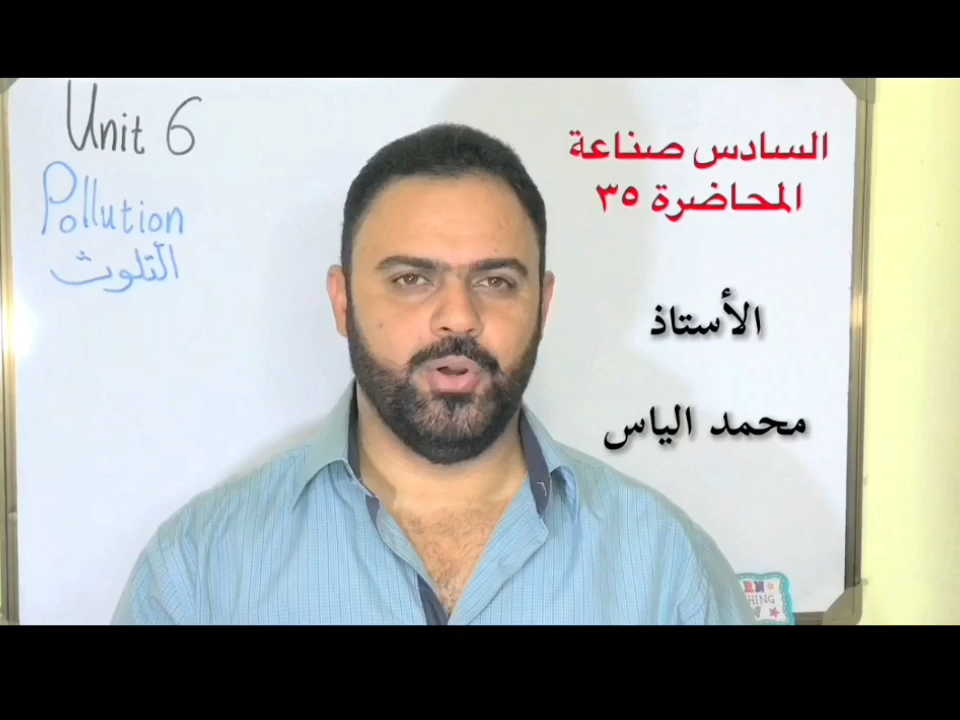 Unit 6
Pollution
التلوث
السادس صناعة
المحاضرة ٣٥
الأستاذ
محمد الياس